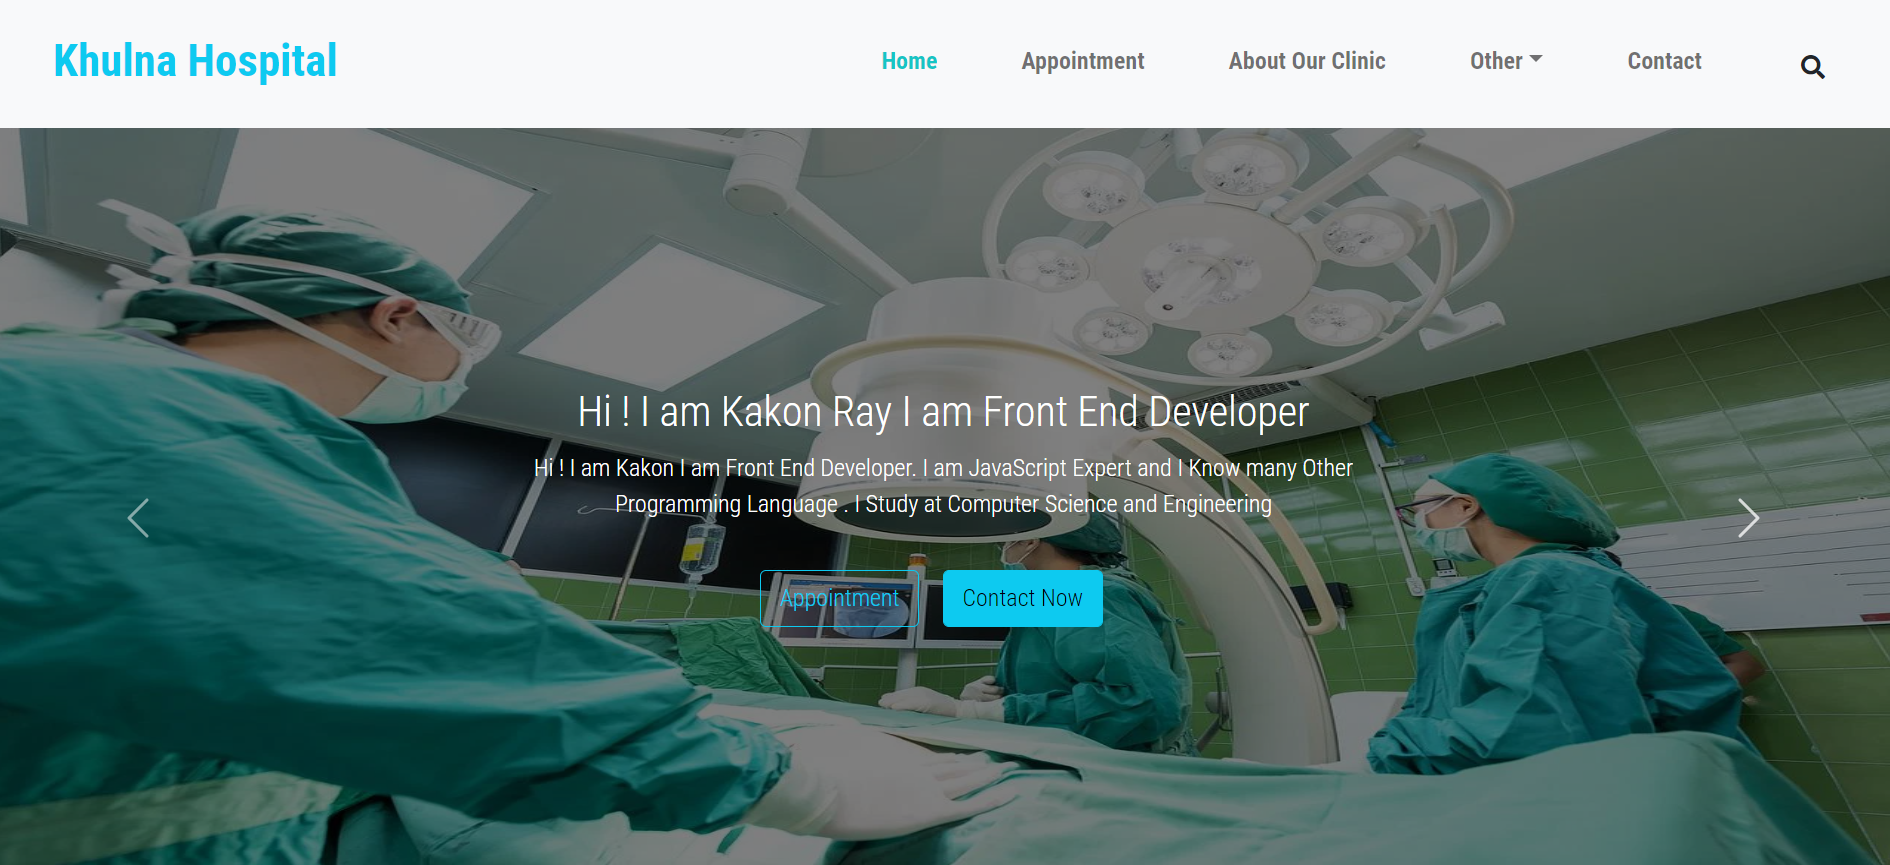 Khulna Hospital
Home
Appointment
About Our Clinic
Other
Contact
Hi ! I am Kakon Ray I am Front End Developer
Hi ! I am Kakon I am Front End Developer. I am JavaScript Expert and I Know many Other
Programming Language . I Study at Computer Science and Engineering
Appointment
Contact Now